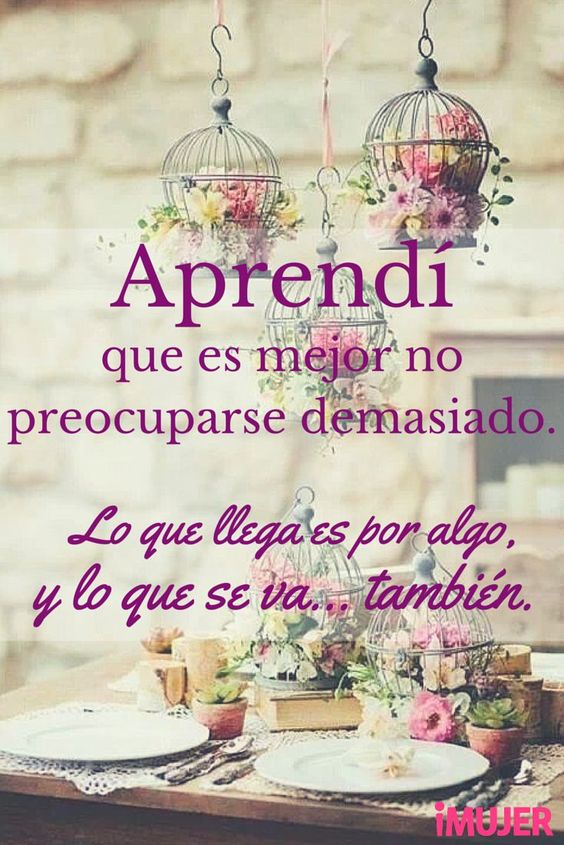 Aprendí
que es mejor no
preocuparse demasiado.
Lo que llega es por algo,
y lo que se va... también.
iMUJER